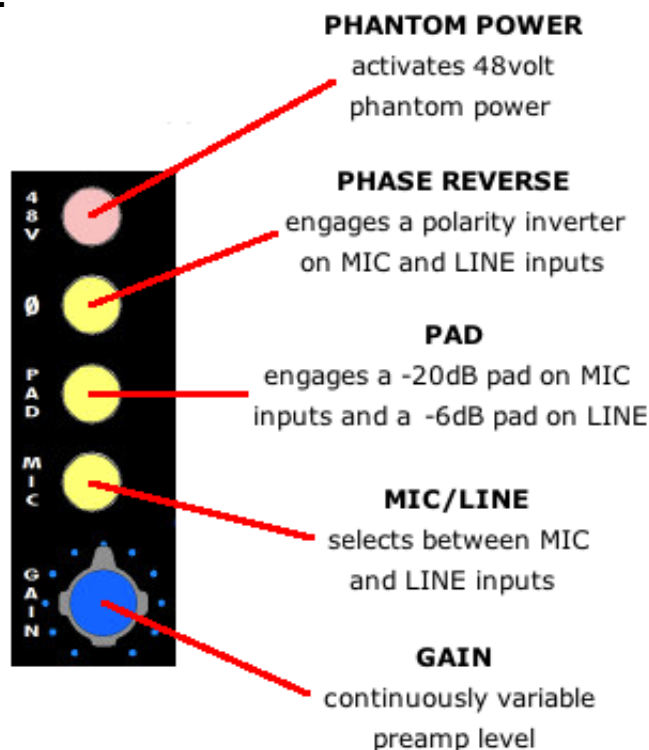 PHANTOM POWER
activates 48volt
phantom power
48V
PHASE REVERSE
engages a polarity inverter
on MIC and LINE inputs
Ø
PAD
engages a -20dB pad on MIC
inputs and a -6dB pad on LINE
PAD
MIC
MIC/LINE
selects between MIC
and LINE inputs
GAIN
GAIN
continuously variable
preamp level